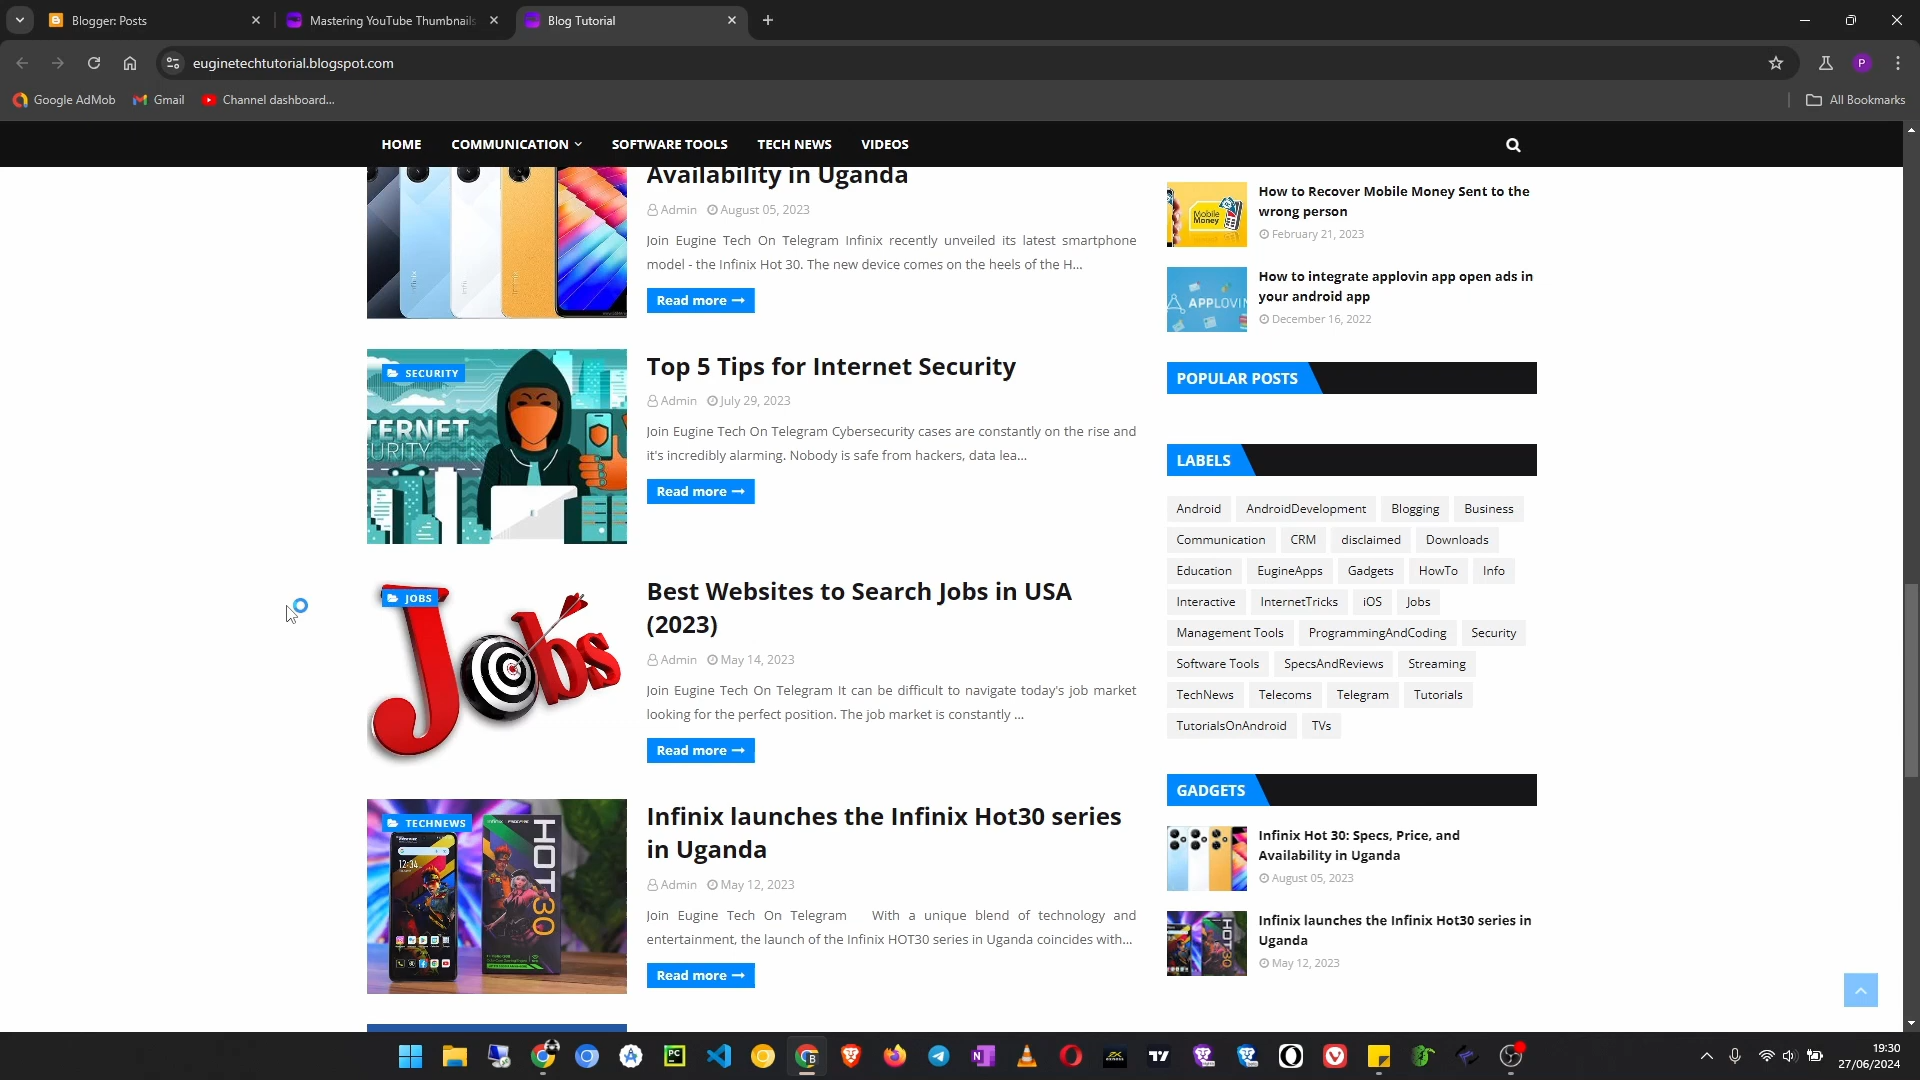 Blogger: Posts
Mastering YouTube Thumbnails
Blog Tutorial
euginetechtutorial.blogspot.com
P
Google AdMob
Gmail
Channel dashboard...
All Bookmarks
HOME
COMMUNICATION
SOFTWARE TOOLS
TECH NEWS
VIDEOS
Availability in Uganda
Admin August 05, 2023
Join Eugine Tech On Telegram Infinix recently unveiled its latest smartphone
model - the Infinix Hot 30. The new device comes on the heels of the H...
Read more
SECURITY
TERNET
URITY
Top 5 Tips for Internet Security
Admin July 29, 2023
Join Eugine Tech On Telegram Cybersecurity cases are constantly on the rise and
it's incredibly alarming. Nobody is safe from hackers, data lea...
Read more
JOBS
Jobs
Best Websites to Search Jobs in USA
(2023)
Admin May 14, 2023
Join Eugine Tech On Telegram It can be difficult to navigate today's job market
looking for the perfect position. The job market is constantly ...
Read more
TECHNEWS
12:34
HOT 30
Infinix launches the Infinix Hot30 series
in Uganda
Admin May 12, 2023
Join Eugine Tech On Telegram With a unique blend of technology and
entertainment, the launch of the Infinix HOT30 series in Uganda coincides with...
Read more
Mobile
Money
How to Recover Mobile Money Sent to the
wrong person
February 21, 2023
APPLOVIN
How to integrate applovin app open ads in
your android app
December 16, 2022
POPULAR POSTS
LABELS
Android AndroidDevelopment Blogging Business
Communication CRM disclaimed Downloads
Education EugineApps Gadgets HowTo Info
Interactive InternetTricks iOS Jobs
Management Tools ProgrammingAndCoding Security
Software Tools SpecsAndReviews Streaming
TechNews Telecoms Telegram Tutorials
TutorialsOnAndroid TVs
GADGETS
Infinix Hot 30: Specs, Price, and
Availability in Uganda
August 05, 2023
HOT30
Infinix launches the Infinix Hot30 series in
Uganda
May 12, 2023
19:30
27/06/2024